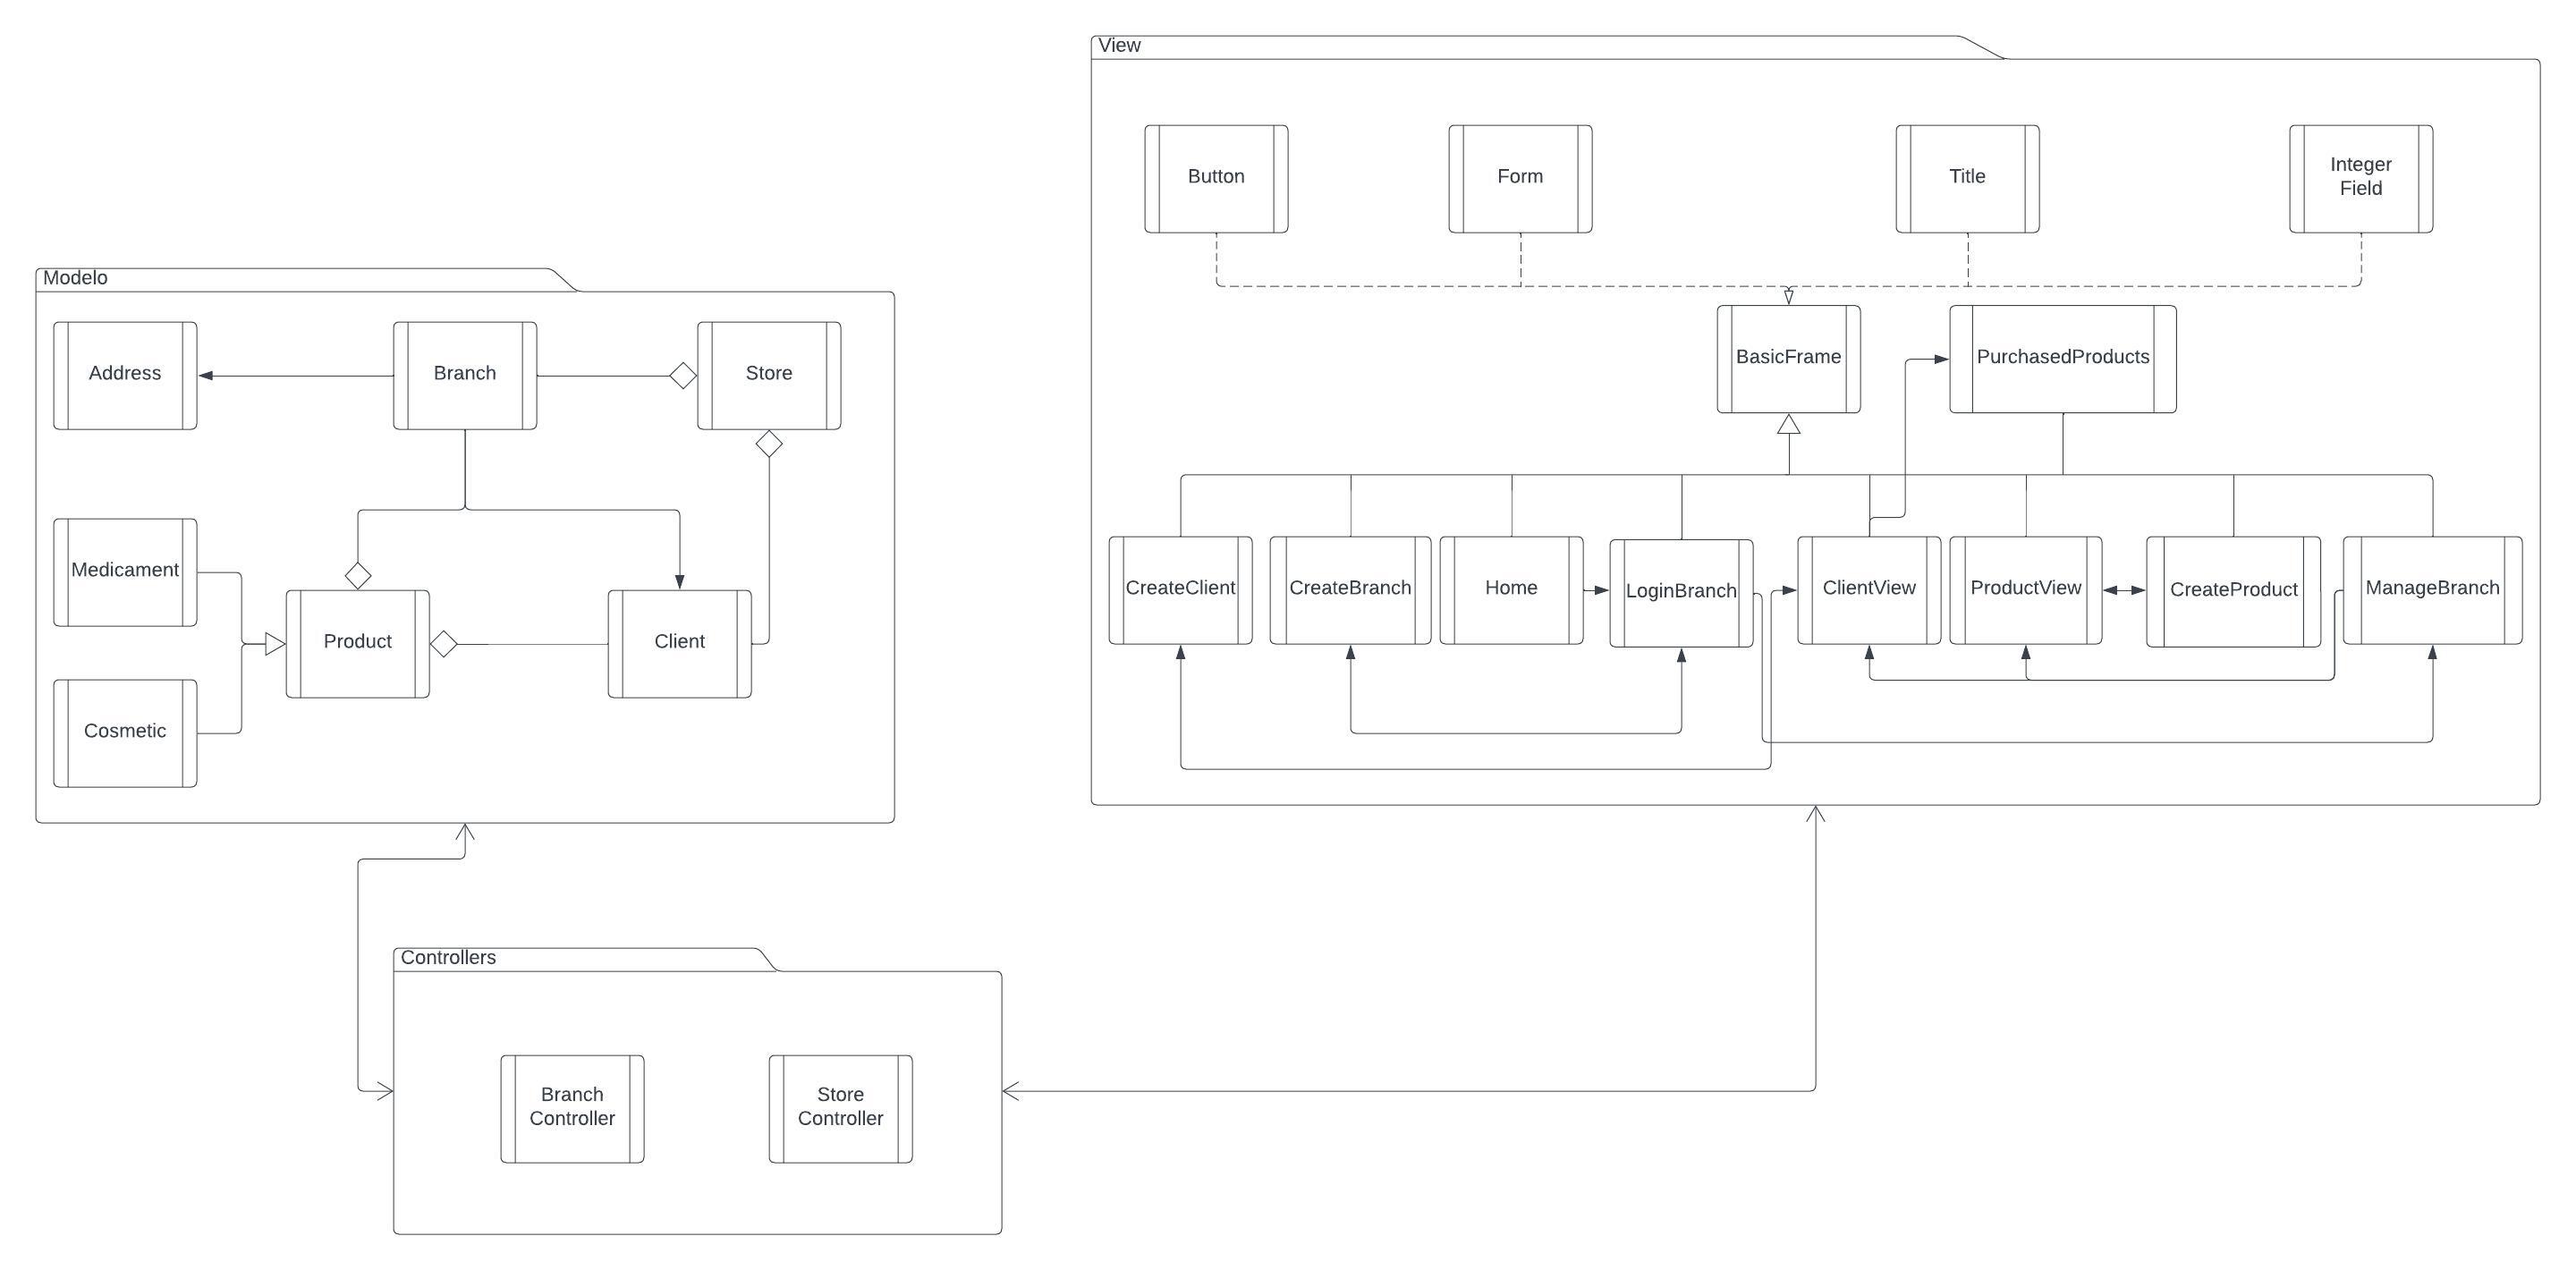 View
Button
Form
Title
Integer
Field
Modelo
Address
Branch
Store
BasicFrame
PurchasedProducts
Medicament
Product
Client
Cosmetic
CreateClient
CreateBranch
Home
LoginBranch
ClientView
ProductView
CreateProduct
ManageBranch
Controllers
Branch
Controller
Store
Controller